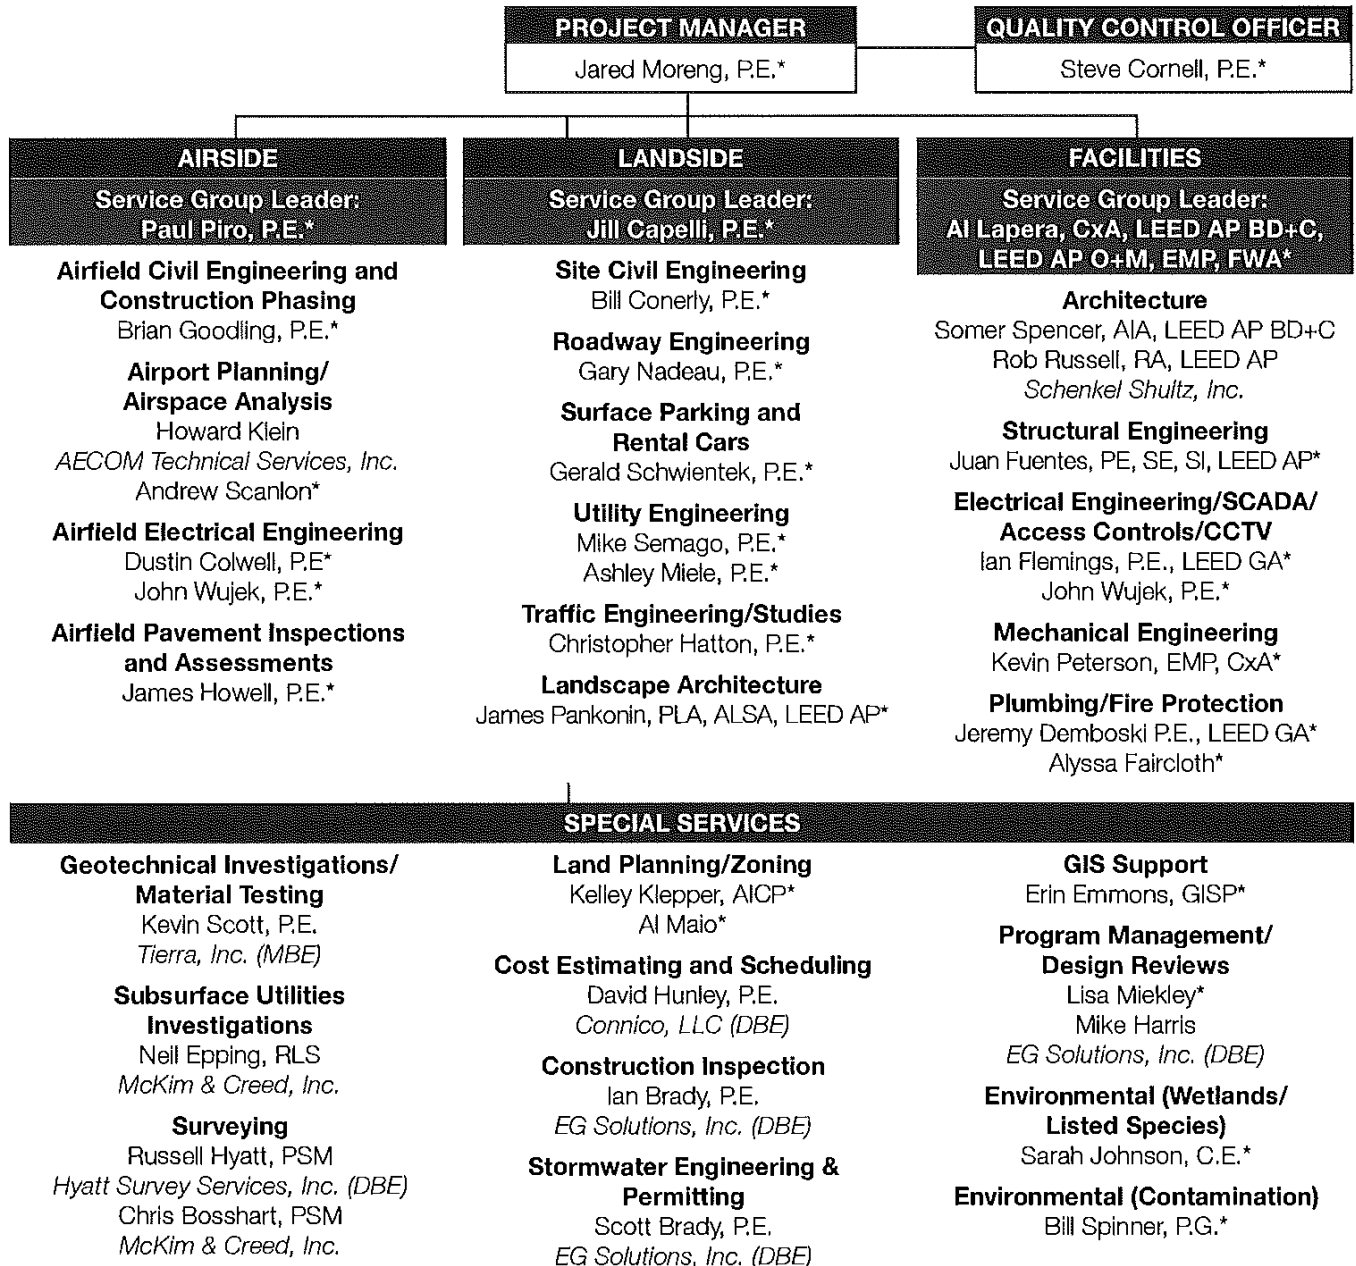 PROJECT MANAGER
Jared Moreng, P.E.*
QUALITY CONTROL OFFICER
Steve Cornell, P.E.*
AIRSIDE
Service Group Leader:
Paul Piro, P.E.*
Airfield Civil Engineering and
Construction Phasing
Brian Goodling, P.E.*
Airport Planning/
Airspace Analysis
Howard Klein
AECOM Technical Services, Inc.
Andrew Scanlon*
Airfield Electrical Engineering
Dustin Colwell, P.E*
John Wujek, P.E.*
Airfield Pavement Inspections
and Assessments
James Howell, P.E.*
LANDSIDE
Service Group Leader:
Jill Capelli, P.E.*
Site Civil Engineering
Bill Conerly, P.E.*
Roadway Engineering
Gary Nadeau, P.E.*
Surface Parking and
Rental Cars
Gerald Schwientek, P.E.*
Utility Engineering
Mike Semago, P.E.*
Ashley Miele, P.E.*
Traffic Engineering/Studies
Christopher Hatton, P.E.*
Landscape Architecture
James Pankonin, PLA, ALSA, LEED AP*
FACILITIES
Service Group Leader:
Al Lapera, CxA, LEED AP BD+C,
LEED AP O+M, EMP, FWA*
Architecture
Somer Spencer, AIA, LEED AP BD+C
Rob Russell, RA, LEED AP
Schenkel Shultz, Inc.
Structural Engineering
Juan Fuentes, PE, SE, SI, LEED AP*
Electrical Engineering/SCADA/
Access Controls/CCTV
Ian Flemings, P.E., LEED GA*
John Wujek, P.E.*
Mechanical Engineering
Kevin Peterson, EMP, CxA*
Plumbing/Fire Protection
Jeremy Demboski P.E., LEED GA*
Alyssa Faircloth*
SPECIAL SERVICES
Geotechnical Investigations/
Material Testing
Kevin Scott, P.E.
Tierra, Inc. (MBE)
Subsurface Utilities
Investigations
Neil Epping, RLS
McKim & Creed, Inc.
Surveying
Russell Hyatt, PSM
Hyatt Survey Services, Inc. (DBE)
Chris Bosshart, PSM
McKim & Creed, Inc.
Land Planning/Zoning
Kelley Klepper, AICP*
Al Maio*
Cost Estimating and Scheduling
David Hunley, P.E.
Connico, LLC (DBE)
Construction Inspection
Ian Brady, P.E.
EG Solutions, Inc. (DBE)
Stormwater Engineering &
Permitting
Scott Brady, P.E.
EG Solutions, Inc. (DBE)
GIS Support
Erin Emmons, GISP*
Program Management/
Design Reviews
Lisa Miekley*
Mike Harris
EG Solutions, Inc. (DBE)
Environmental (Wetlands/
Listed Species)
Sarah Johnson, C.E.*
Environmental (Contamination)
Bill Spinner, P.G.*